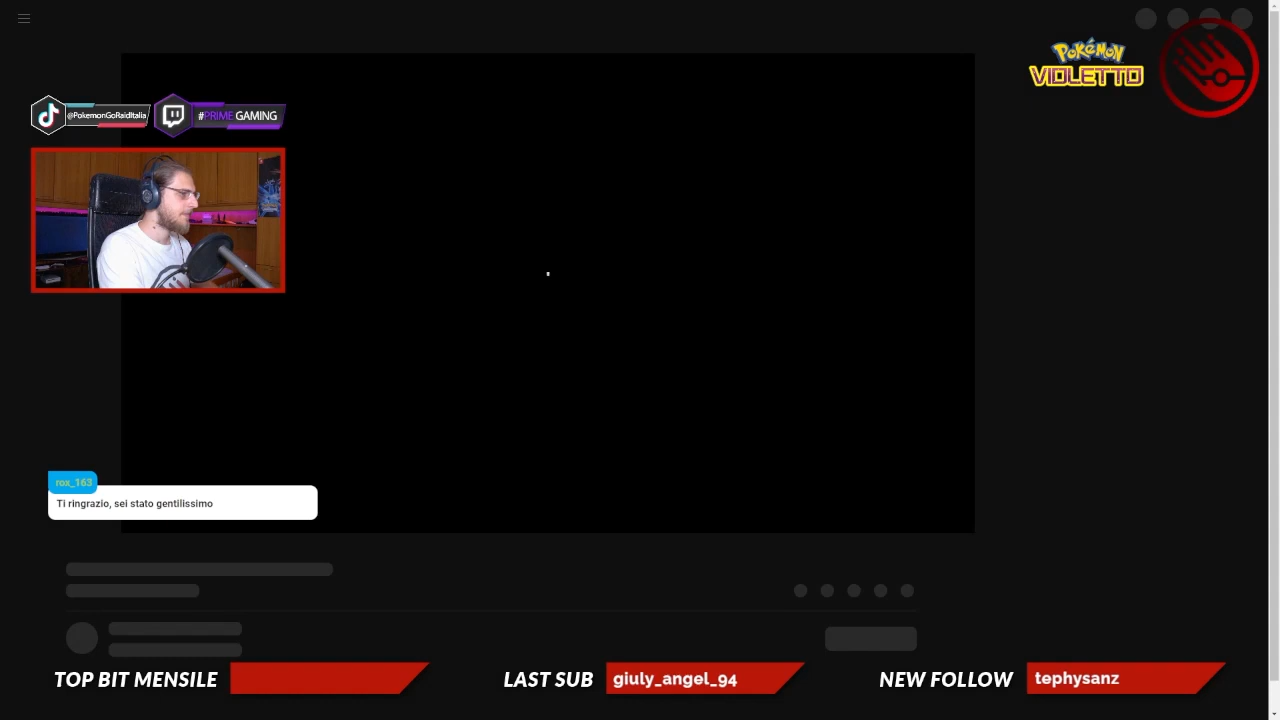 POKÉMON
VIOLETTO
@PokemonGoRaidItalia
#PRIME GAMING
rox_163
Ti ringrazio, sei stato gentilissimo
TOP BIT MENSILE
LAST SUB
giuly_angel_94
NEW FOLLOW
tephysanz